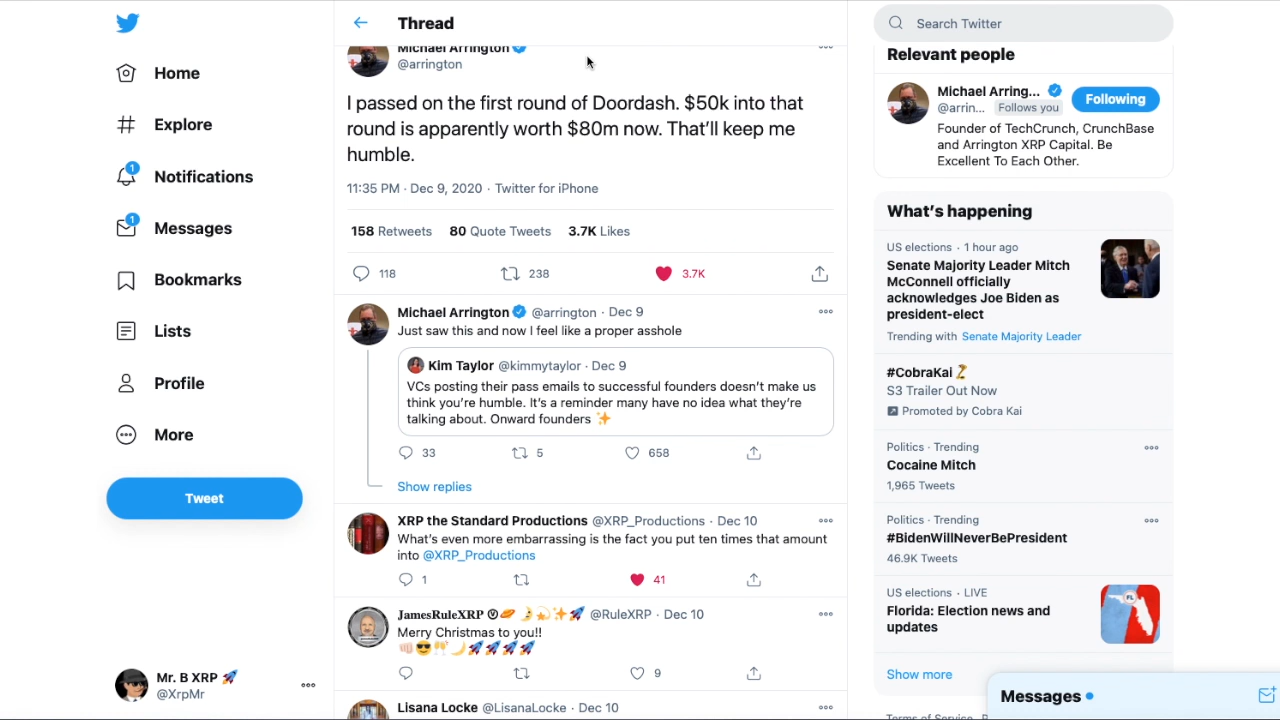 Home
Explore
1
Notifications
1
Messages
Bookmarks
Lists
Profile
More
Tweet
Mr. B XRP 🚀
@XrpMr
Thread
Michael Arrington
@arrington
I passed on the first round of Doordash. $50k into that
round is apparently worth $80m now. That'll keep me
humble.
11:35 PM · Dec 9, 2020 · Twitter for iPhone
158 Retweets 80 Quote Tweets 3.7K Likes
118 238 3.7K
Michael Arrington @arrington · Dec 9
Just saw this and now I feel like a proper asshole
Kim Taylor @kimmytaylor · Dec 9
VCs posting their pass emails to successful founders doesn't make us
think you're humble. It's a reminder many have no idea what they're
talking about. Onward founders ✨
33 5 658
Show replies
XRP the Standard Productions @XRP_Productions · Dec 10
What's even more embarrassing is the fact you put ten times that amount
into @XRP_Productions
1 41
𝐉𝐚𝐦𝐞𝐬𝐑𝐮𝐥𝐞𝐗𝐑𝐏 @RuleXRP · Dec 10
Merry Christmas to you!!
9
Lisana Locke @LisanaLocke · Dec 10
Search Twitter
Relevant people
Michael Arring...
@arrin... Follows you
Following
Founder of TechCrunch, CrunchBase
and Arrington XRP Capital. Be
Excellent To Each Other.
What's happening
US elections · 1 hour ago
Senate Majority Leader Mitch
McConnell officially
acknowledges Joe Biden as
president-elect
Trending with Senate Majority Leader
#CobraKai
S3 Trailer Out Now
Promoted by Cobra Kai
Politics · Trending
Cocaine Mitch
1,965 Tweets
Politics · Trending
#BidenWillNeverBePresident
46.9K Tweets
US elections · LIVE
Florida: Election news and
updates
FL
Show more
Messages
Terms of Service